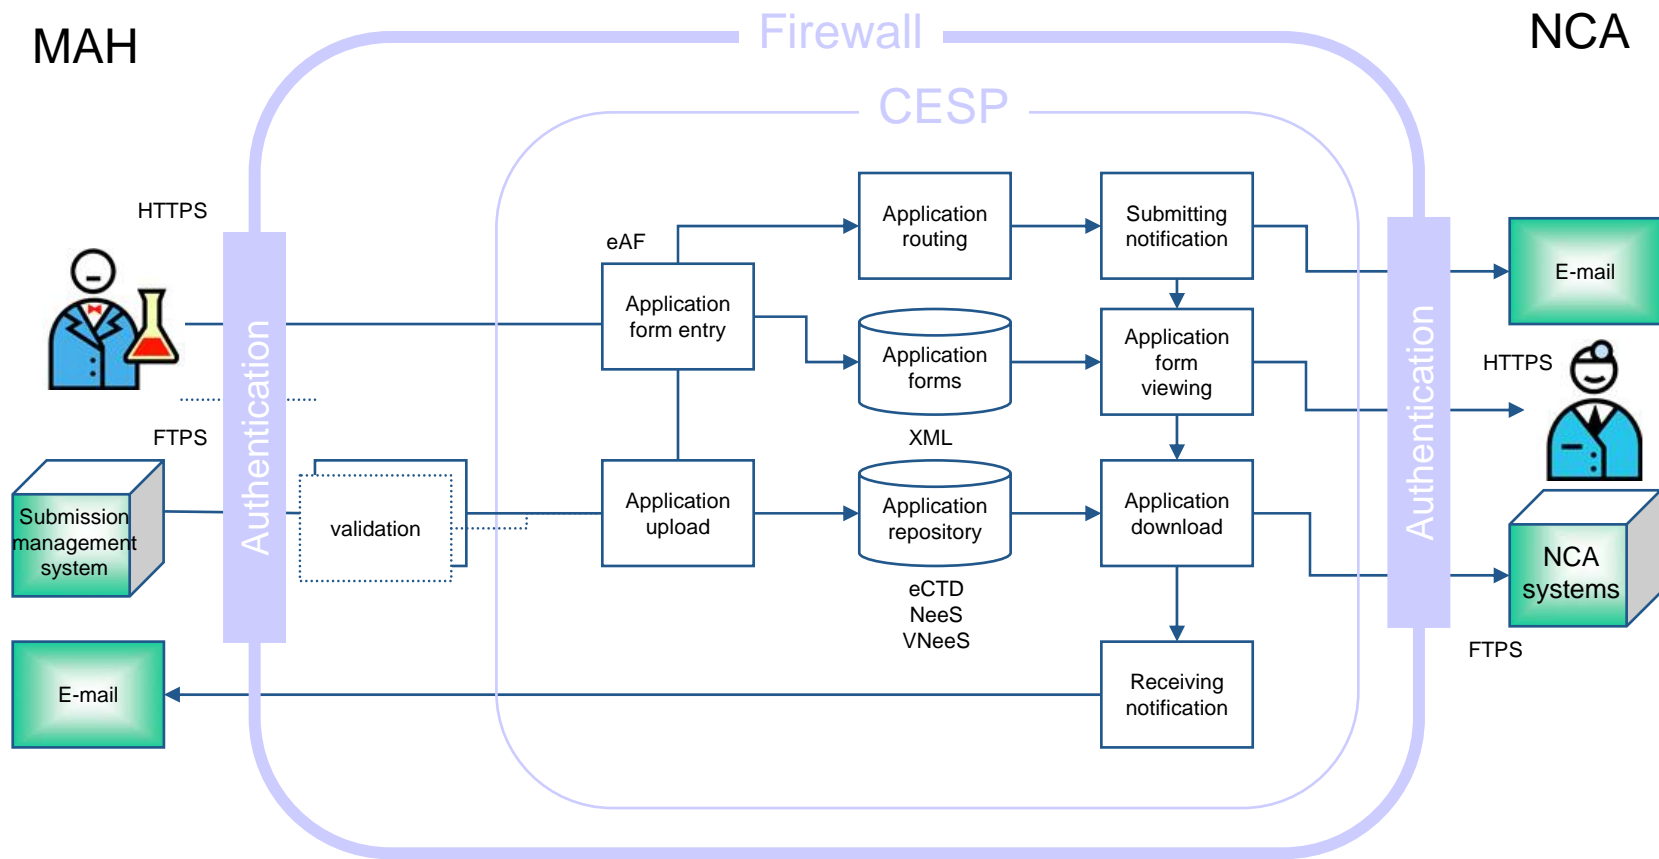 MAH
Firewall
NCA
CESP
HTTPS
eAF
Application
routing
Submitting
notification
E-mail
Application
form entry
Application
forms
Application
form
viewing
HTTPS
Authentication
Authentication
XML
FTPS
Submission
management
system
validation
Application
upload
Application
repository
Application
download
NCA
systems
eCTD
NeeS
VNeeS
FTPS
E-mail
Receiving
notification